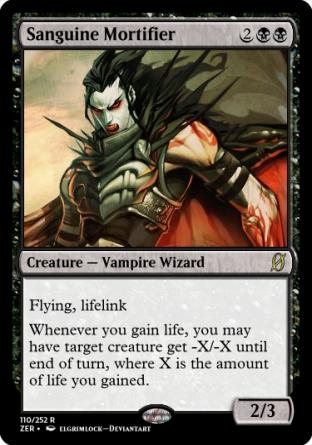 Sanguine Mortifier 2
Creature — Vampire Wizard
Flying, lifelink
Whenever you gain life, you may
have target creature get -X/-X until
end of turn, where X is the amount
of life you gained.
110/252 R
ZER • ELGRIMLOCK—DEVIANTART
2/3